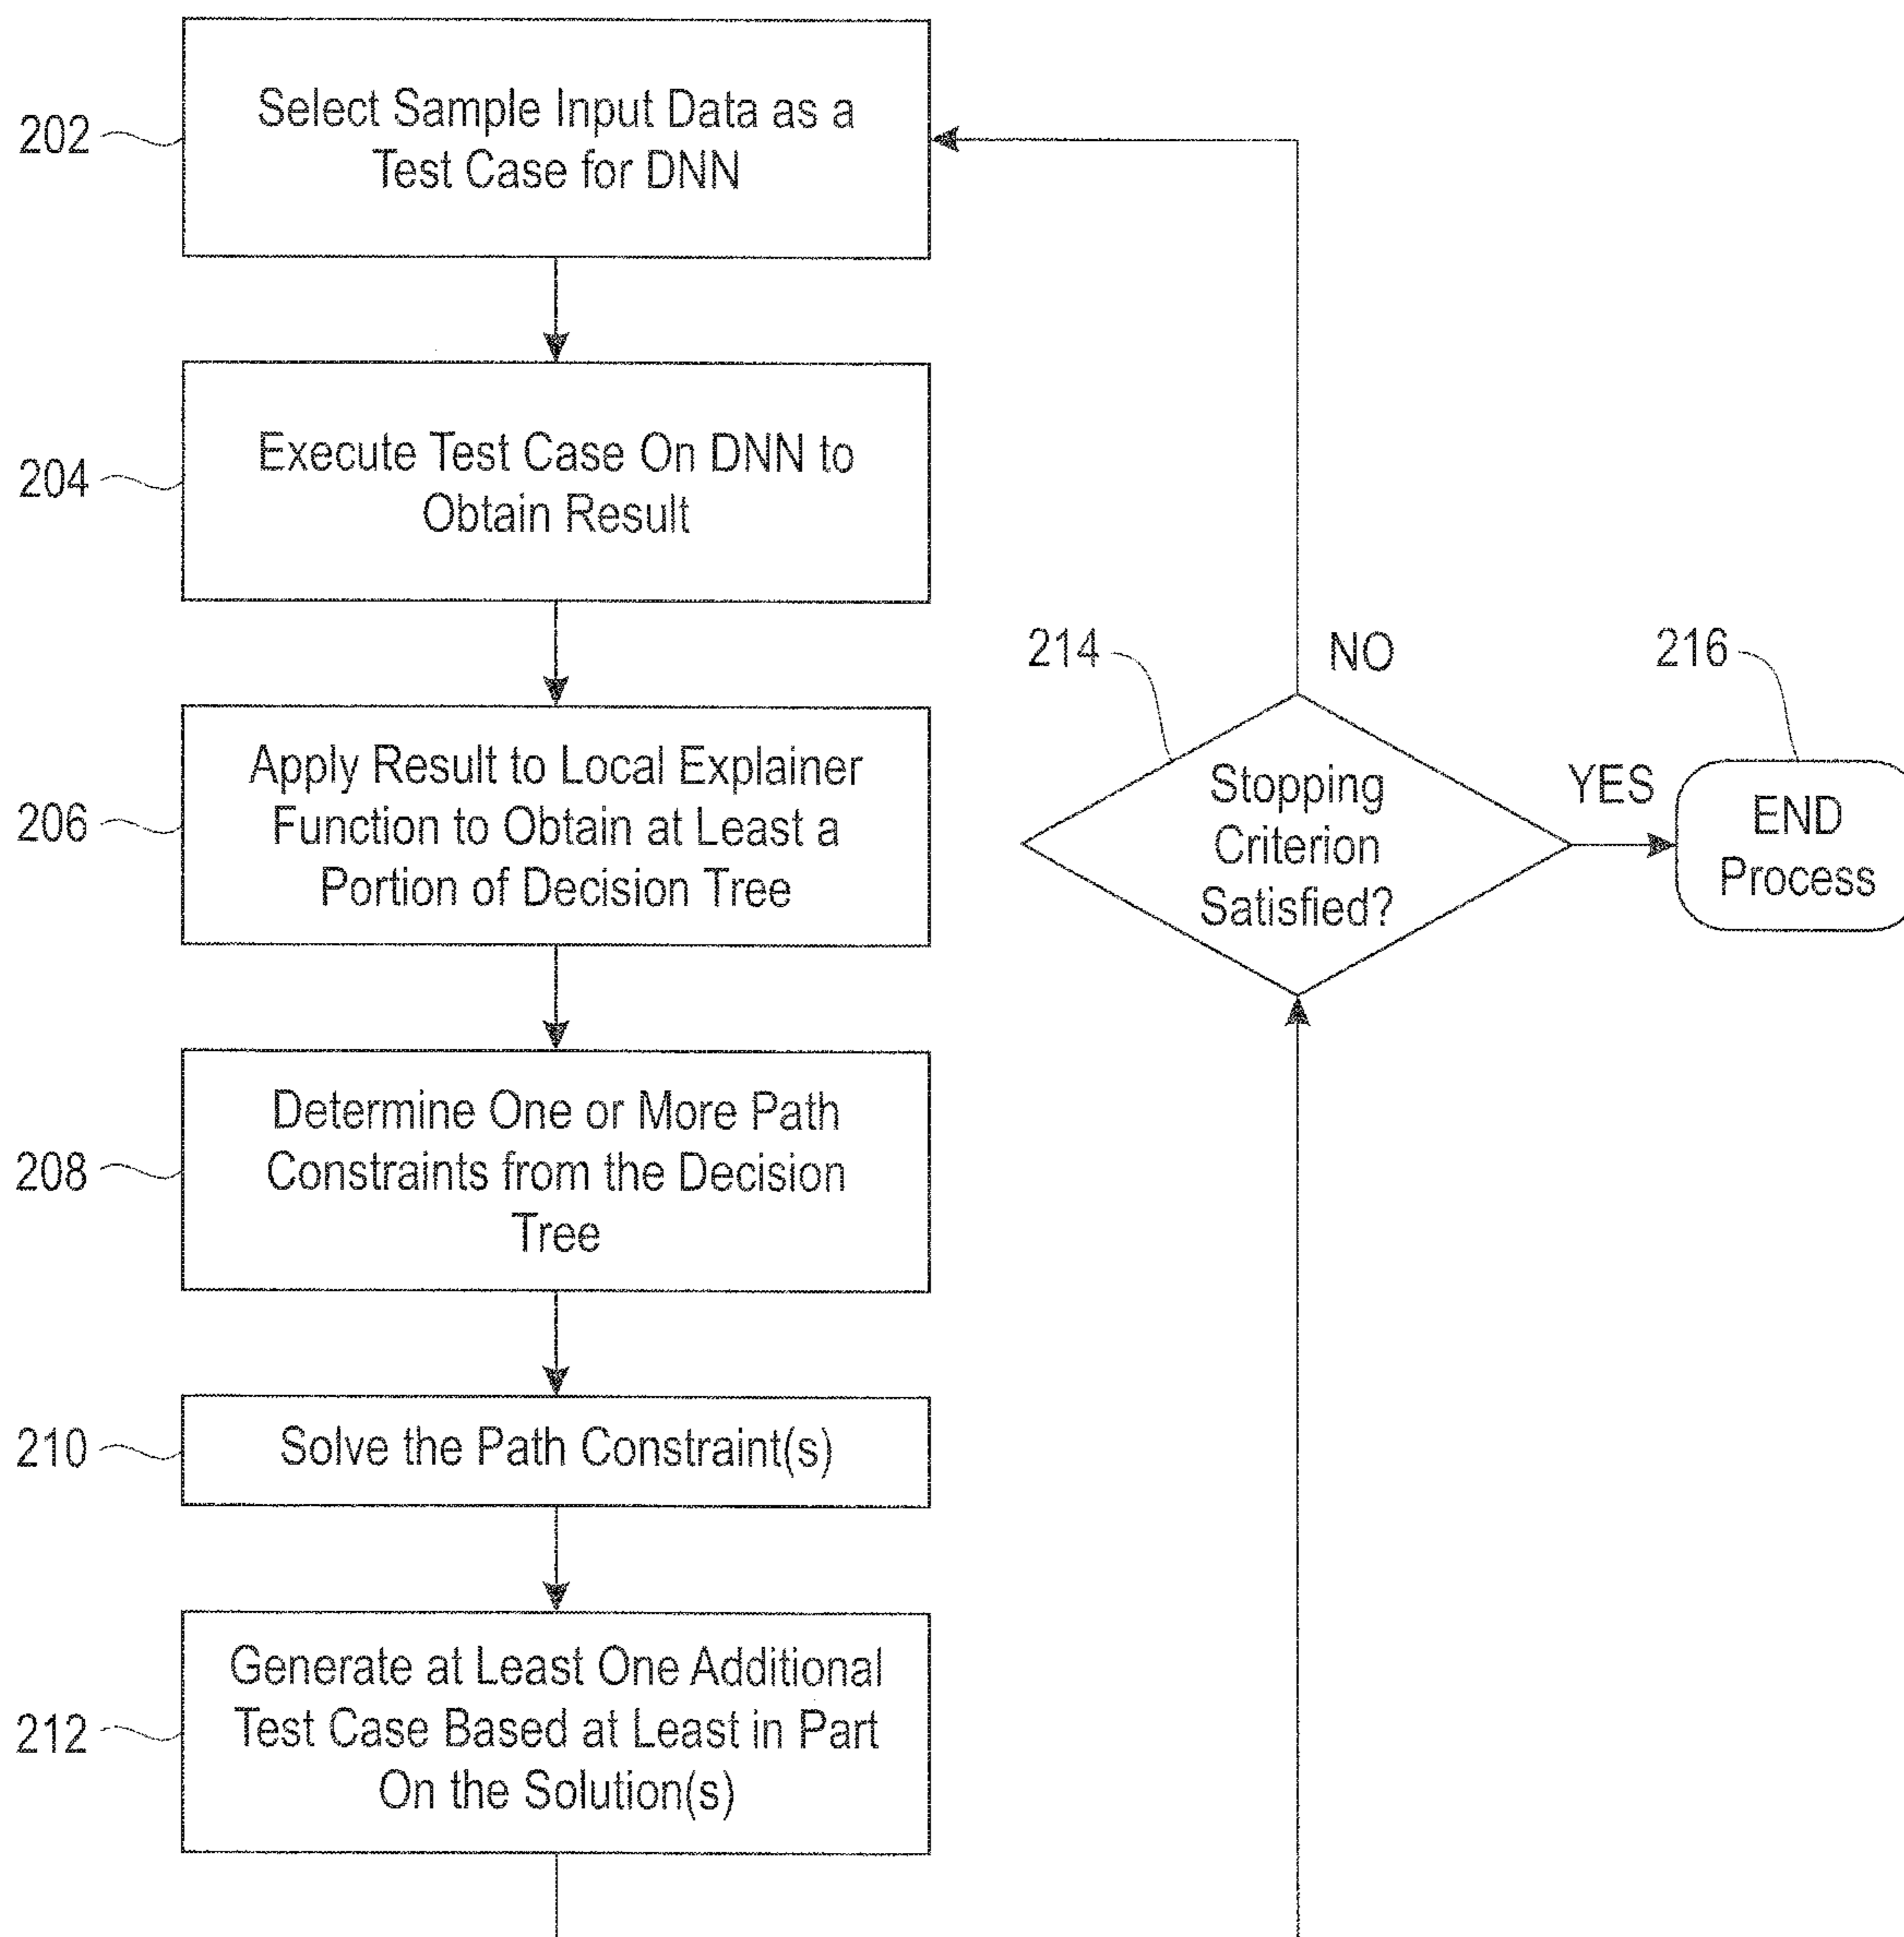 202
Select Sample Input Data as a
Test Case for DNN
204
Execute Test Case On DNN to
Obtain Result
206
Apply Result to Local Explainer
Function to Obtain at Least a
Portion of Decision Tree
208
Determine One or More Path
Constraints from the Decision
Tree
210
Solve the Path Constraint(s)
212
Generate at Least One Additional
Test Case Based at Least in Part
On the Solution(s)
214
NO
Stopping
Criterion
Satisfied?
YES
216
END
Process